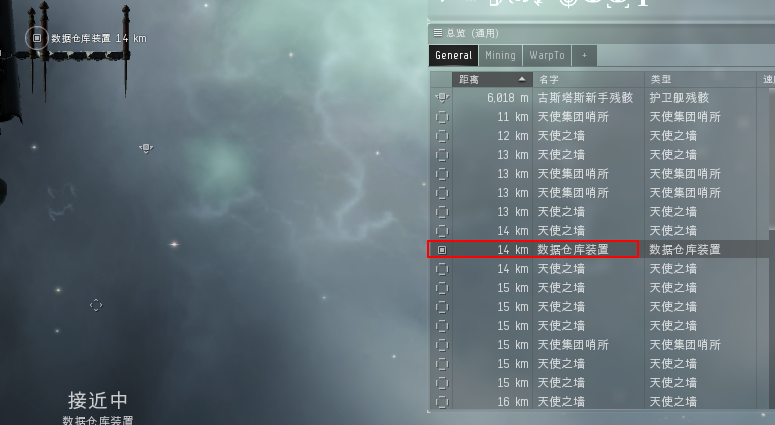 数据仓库装置 14 km
总览 (通用)
General Mining WarpTo +
距离 名字 类型
6,018 m 古斯塔斯新手残骸 护卫舰残骸
11 km 天使集团哨所 天使集团哨所
12 km 天使之墙 天使之墙
13 km 天使之墙 天使之墙
13 km 天使集团哨所 天使集团哨所
13 km 天使集团哨所 天使集团哨所
13 km 天使之墙 天使之墙
14 km 天使之墙 天使之墙
14 km 数据仓库装置 数据仓库装置
14 km 天使之墙 天使之墙
15 km 天使之墙 天使之墙
15 km 天使之墙 天使之墙
15 km 天使之墙 天使之墙
15 km 天使集团哨所 天使集团哨所
15 km 天使之墙 天使之墙
15 km 天使之墙 天使之墙
16 km 天使之墙 天使之墙
接近中
数据仓库装置